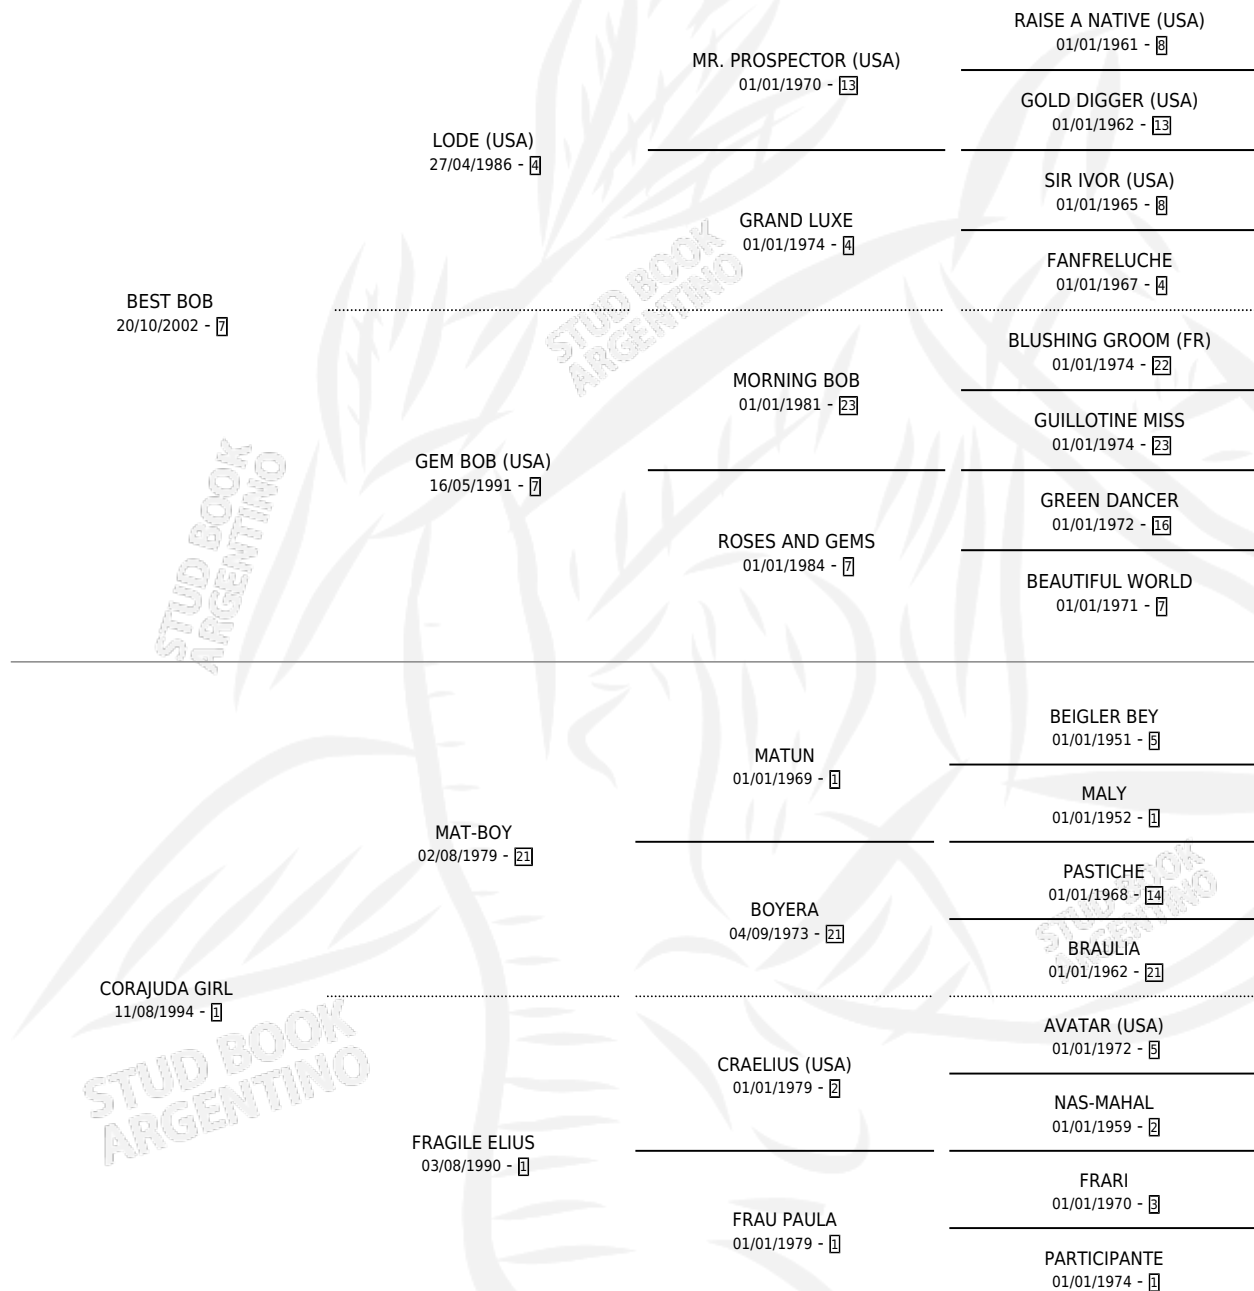 RAISE A NATIVE (USA)
01/01/1961 - 8
MR. PROSPECTOR (USA)
01/01/1970 - 13
GOLD DIGGER (USA)
01/01/1962 - 13
LODE (USA)
27/04/1986 - 4
SIR IVOR (USA)
01/01/1965 - 8
GRAND LUXE
01/01/1974 - 4
FANFRELUCHE
01/01/1967 - 4
BEST BOB
20/10/2002 - 7
BLUSHING GROOM (FR)
01/01/1974 - 22
MORNING BOB
01/01/1981 - 23
GUILLOTINE MISS
01/01/1974 - 23
GEM BOB (USA)
16/05/1991 - 7
GREEN DANCER
01/01/1972 - 16
ROSES AND GEMS
01/01/1984 - 7
BEAUTIFUL WORLD
01/01/1971 - 7
BEIGLER BEY
01/01/1951 - 5
MATUN
01/01/1969 - 1
MALY
01/01/1952 - 1
MAT-BOY
02/08/1979 - 21
PASTICHE
01/01/1968 - 14
BOYERA
04/09/1973 - 21
BRAULIA
01/01/1962 - 21
CORAJUDA GIRL
11/08/1994 - 1
AVATAR (USA)
01/01/1972 - 5
CRAELIUS (USA)
01/01/1979 - 2
NAS-MAHAL
01/01/1959 - 2
FRAGILE ELIUS
03/08/1990 - 1
FRARI
01/01/1970 - 3
FRAU PAULA
01/01/1979 - 1
PARTICIPANTE
01/01/1974 - 1
STUD BOOK
ARGENTINO
STUD BOOK
ARGENTINO
STUD BOOK
ARGENTINO
STUD BOOK
ARGENTINO